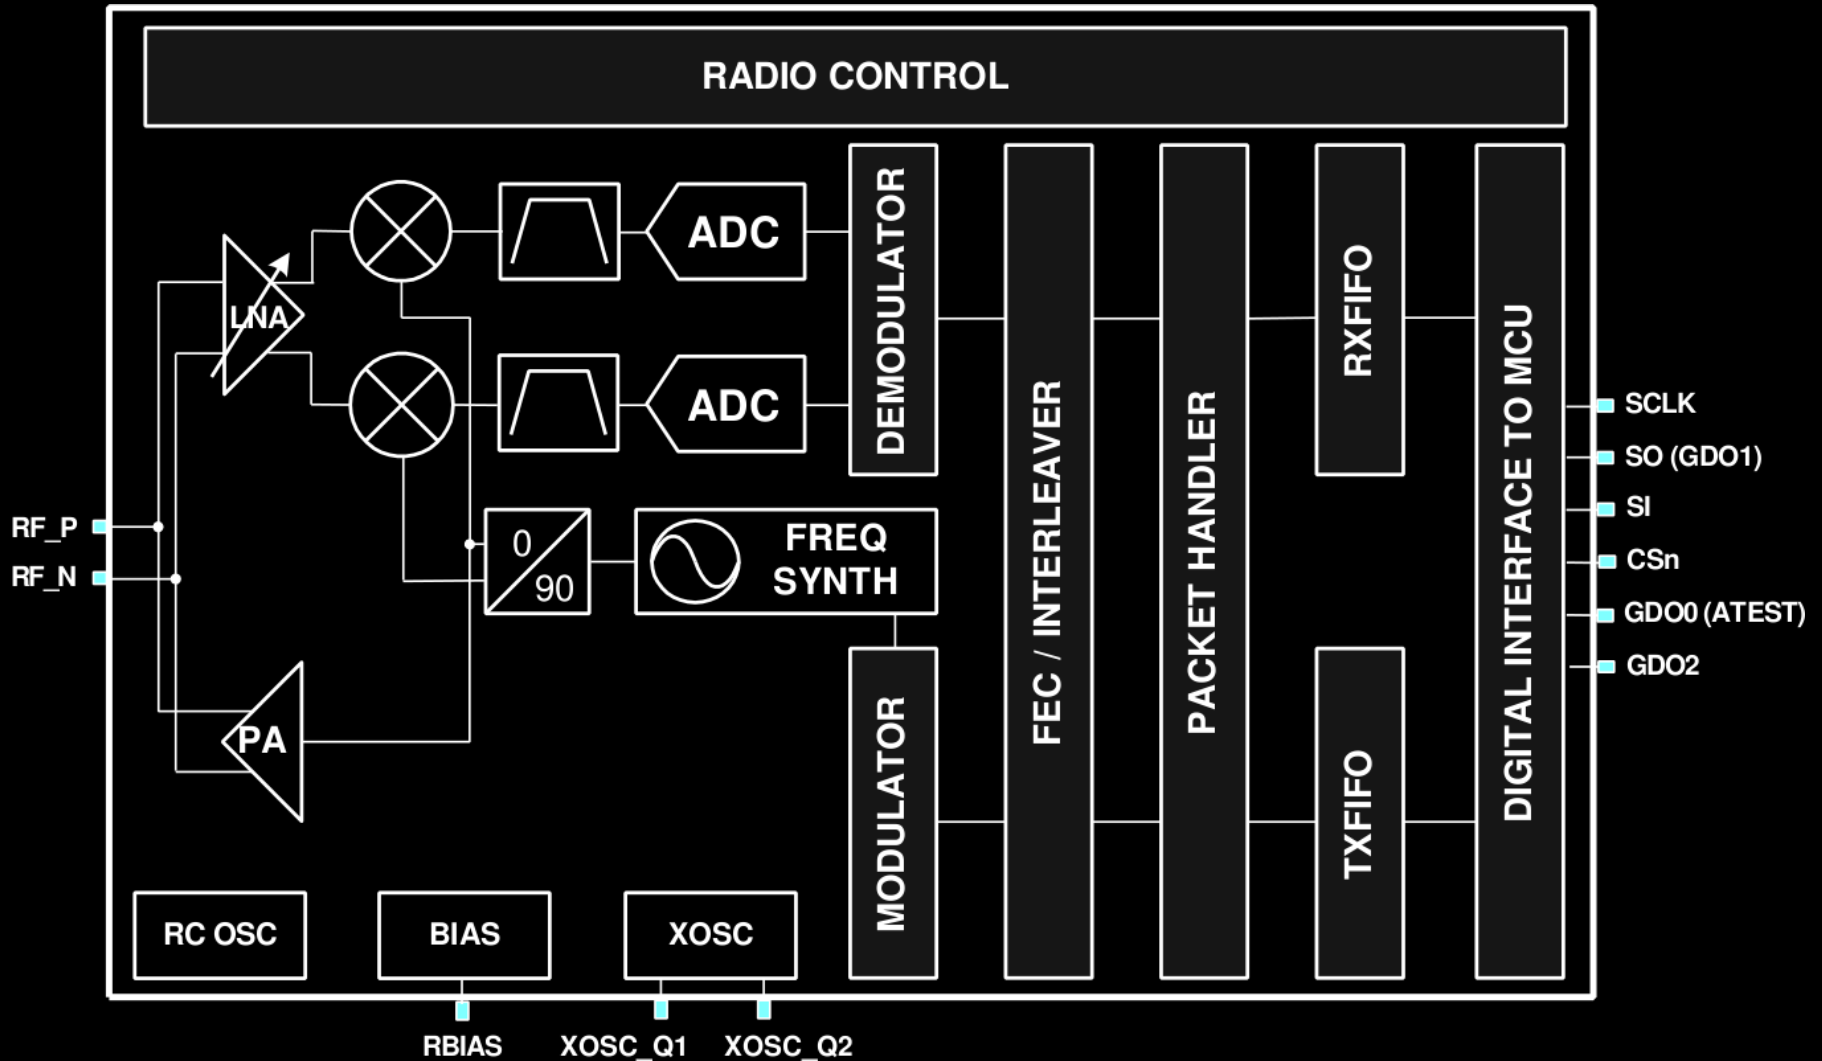 RADIO CONTROL
LNA
ADC
ADC
DEMODULATOR
FEC / INTERLEAVER
PACKET HANDLER
RXFIFO
DIGITAL INTERFACE TO MCU
SCLK
SO (GDO1)
SI
CSn
GDO0 (ATEST)
GDO2
RF_P
RF_N
0
90
FREQ
SYNTH
PA
MODULATOR
TXFIFO
RC OSC
BIAS
XOSC
RBIAS
XOSC_Q1
XOSC_Q2